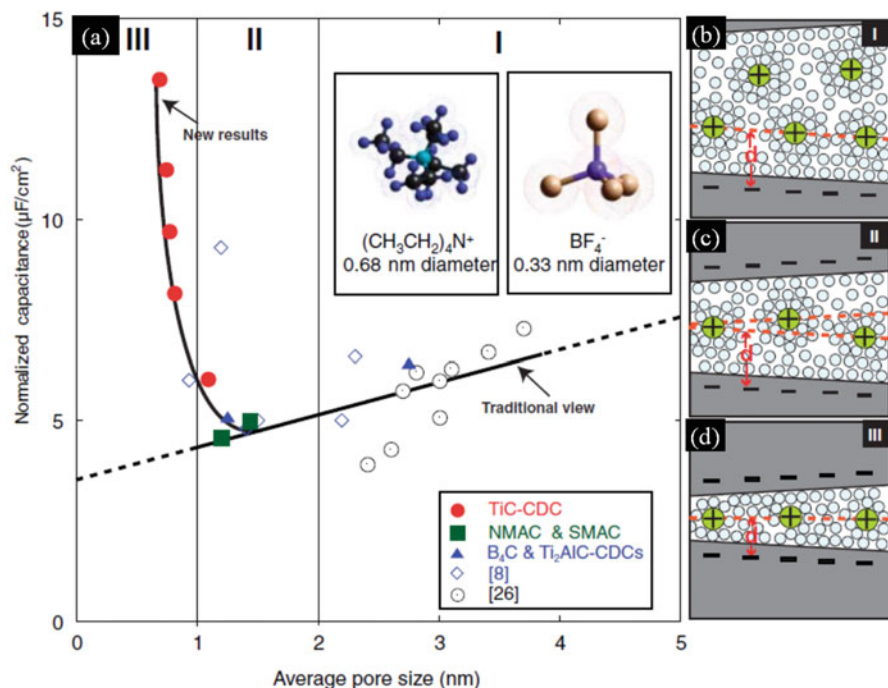 (a)
III
II
I
15
10
5
0
0
1
2
3
4
5
Normalized capacitance (µF/cm²)
Average pore size (nm)
New results
Traditional view
(CH₃CH₂)₄N⁺
0.68 nm diameter
BF₄⁻
0.33 nm diameter
TiC-CDC
NMAC & SMAC
B₄C & Ti₂AlC-CDCs
[8]
[26]
(b)
I
d
(c)
II
d
(d)
III
d